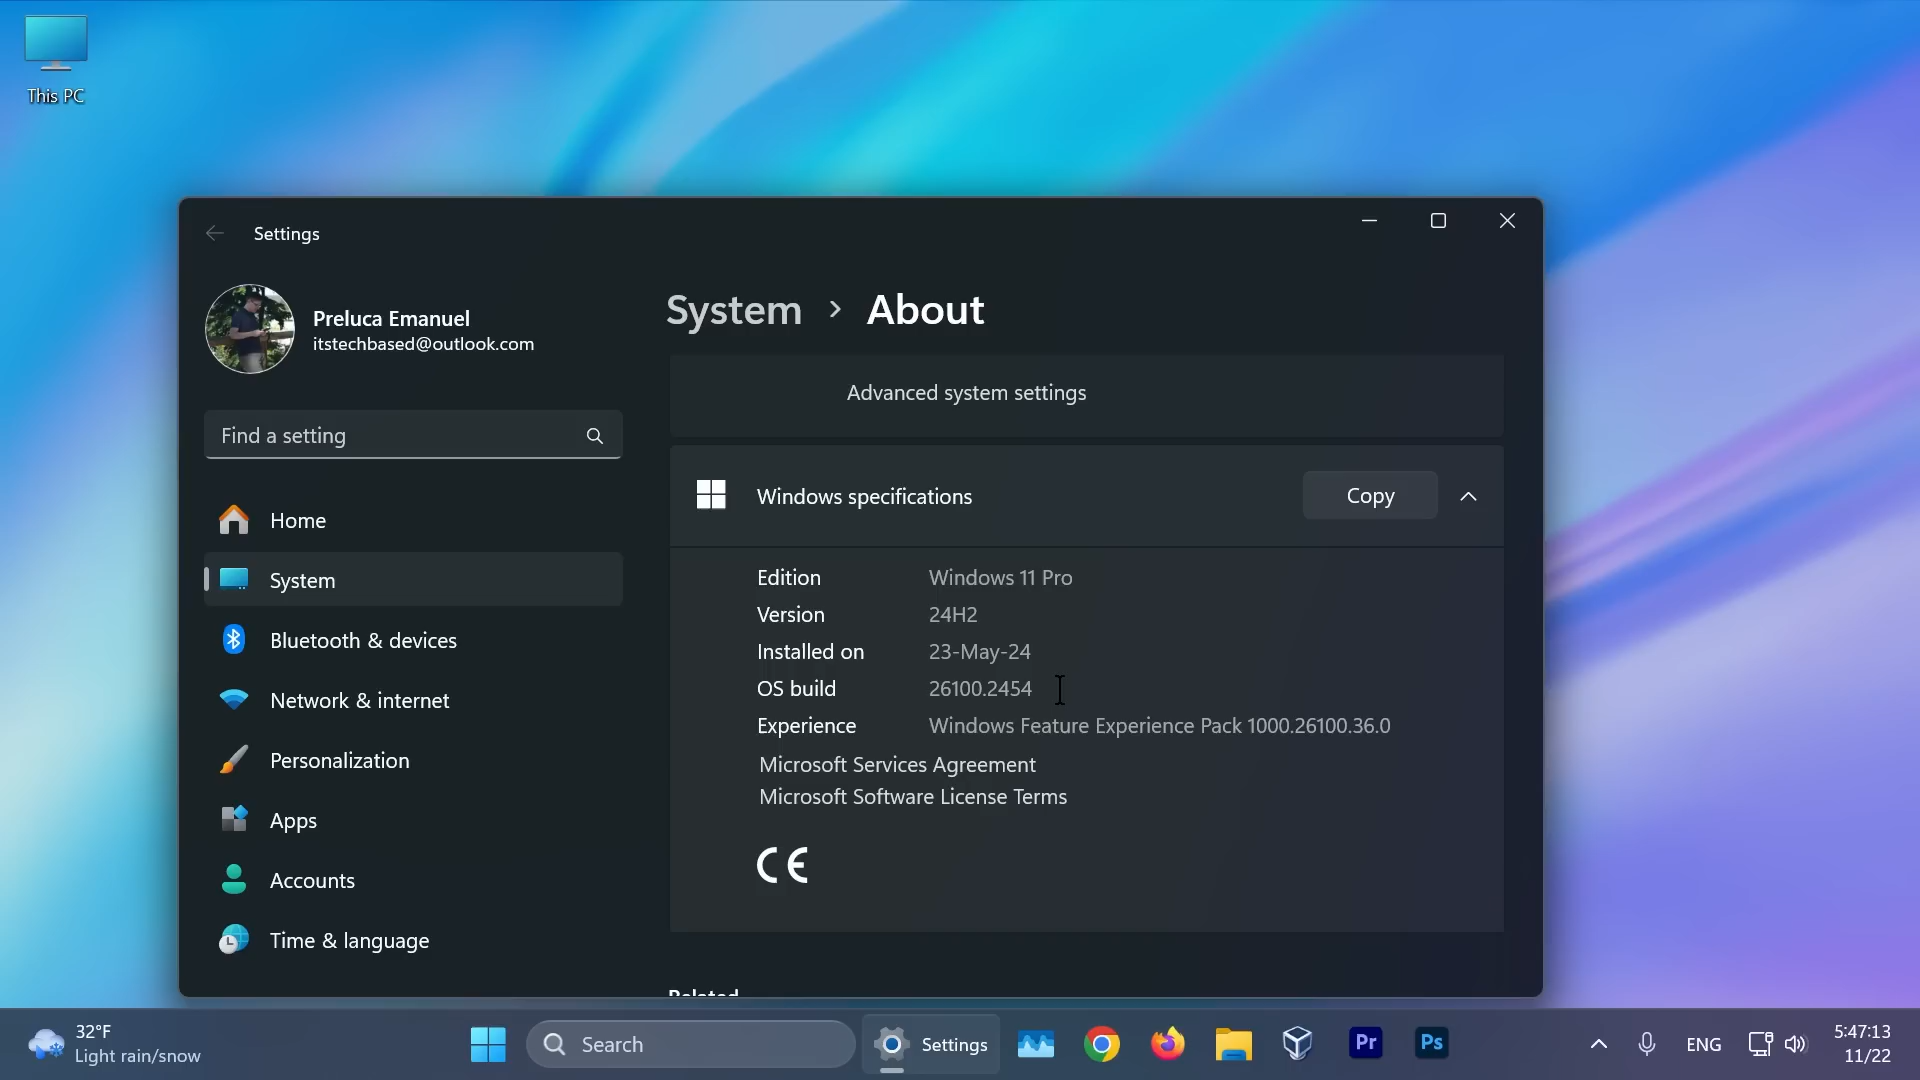 This PC
Settings
Preluca Emanuel
itstechbased@outlook.com
Find a setting
Home
System
Bluetooth & devices
Network & internet
Personalization
Apps
Accounts
Time & language
System > About
Advanced system settings
Windows specifications
Copy
Edition Windows 11 Pro
Version 24H2
Installed on 23-May-24
OS build 26100.2454
Experience Windows Feature Experience Pack 1000.26100.36.0
Microsoft Services Agreement
Microsoft Software License Terms
CE
Related
32°F
Light rain/snow
Search
Settings
Pr
Ps
ENG
5:47:13
11/22